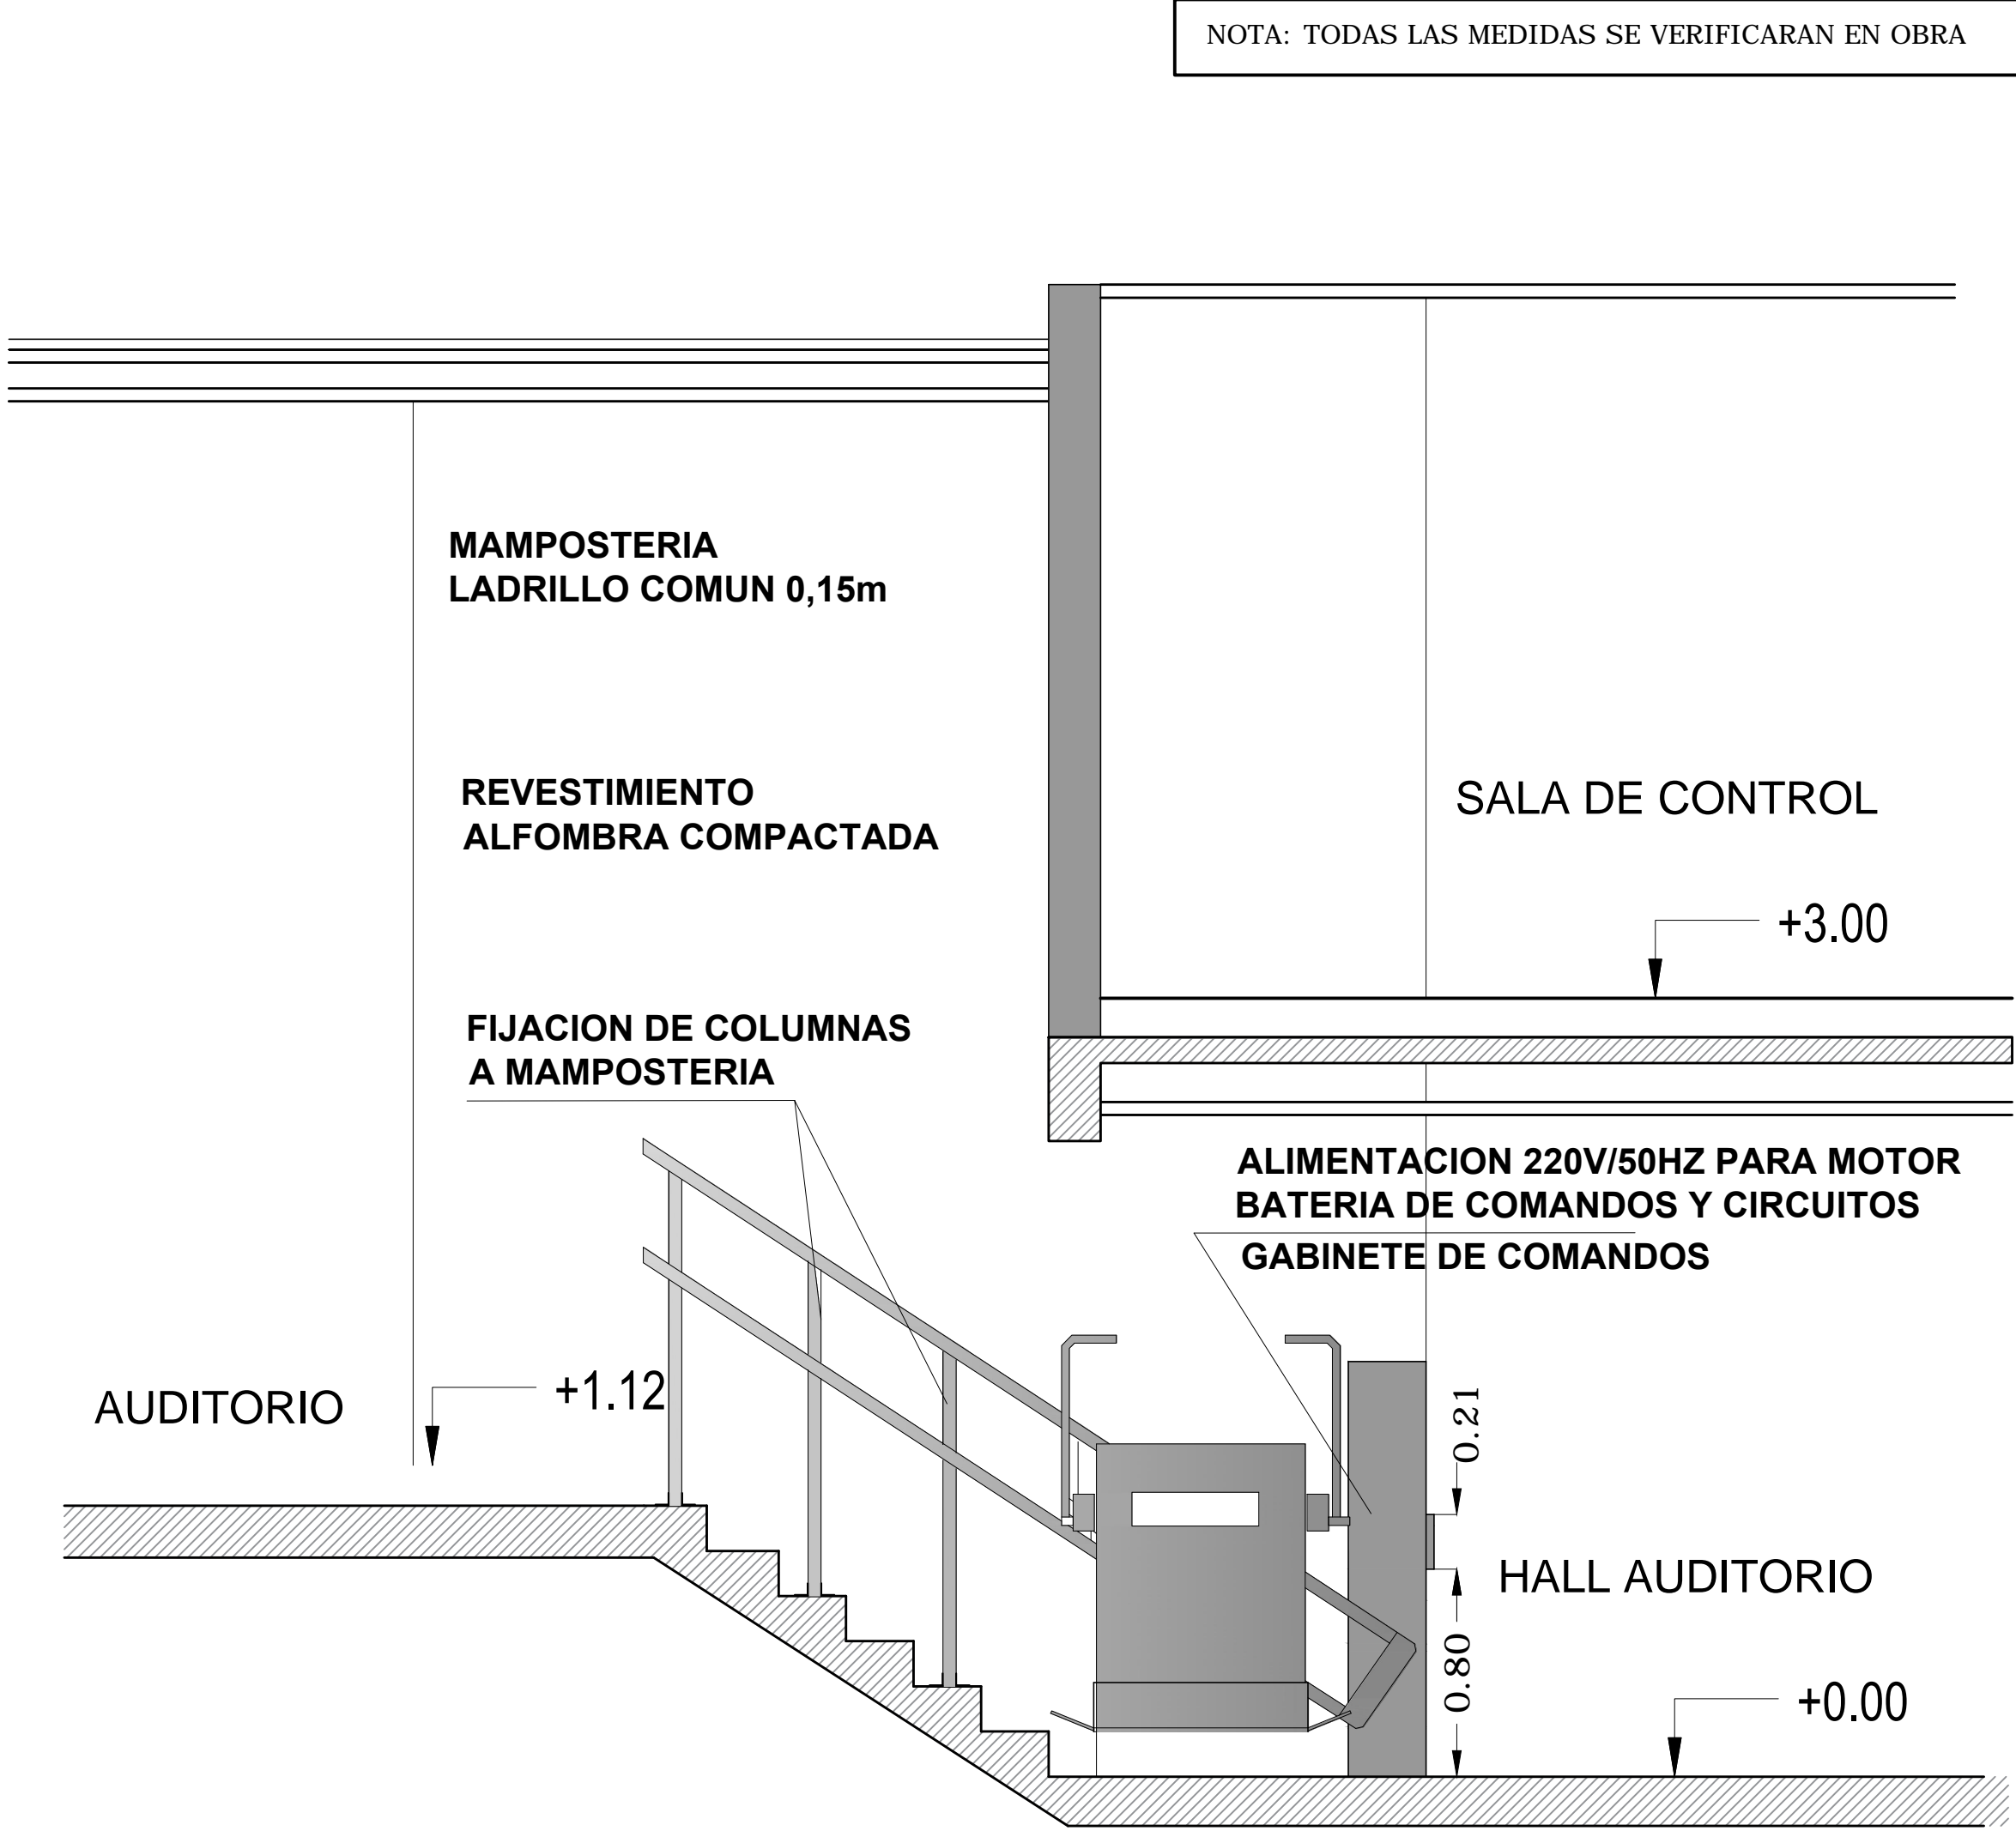 NOTA: TODAS LAS MEDIDAS SE VERIFICARAN EN OBRA
MAMPOSTERIA
LADRILLO COMUN 0,15m
REVESTIMIENTO
ALFOMBRA COMPACTADA
SALA DE CONTROL
+3.00
FIJACION DE COLUMNAS
A MAMPOSTERIA
ALIMENTACION 220V/50HZ PARA MOTOR
BATERIA DE COMANDOS Y CIRCUITOS
GABINETE DE COMANDOS
AUDITORIO
+1.12
0.21
HALL AUDITORIO
0.80
+0.00